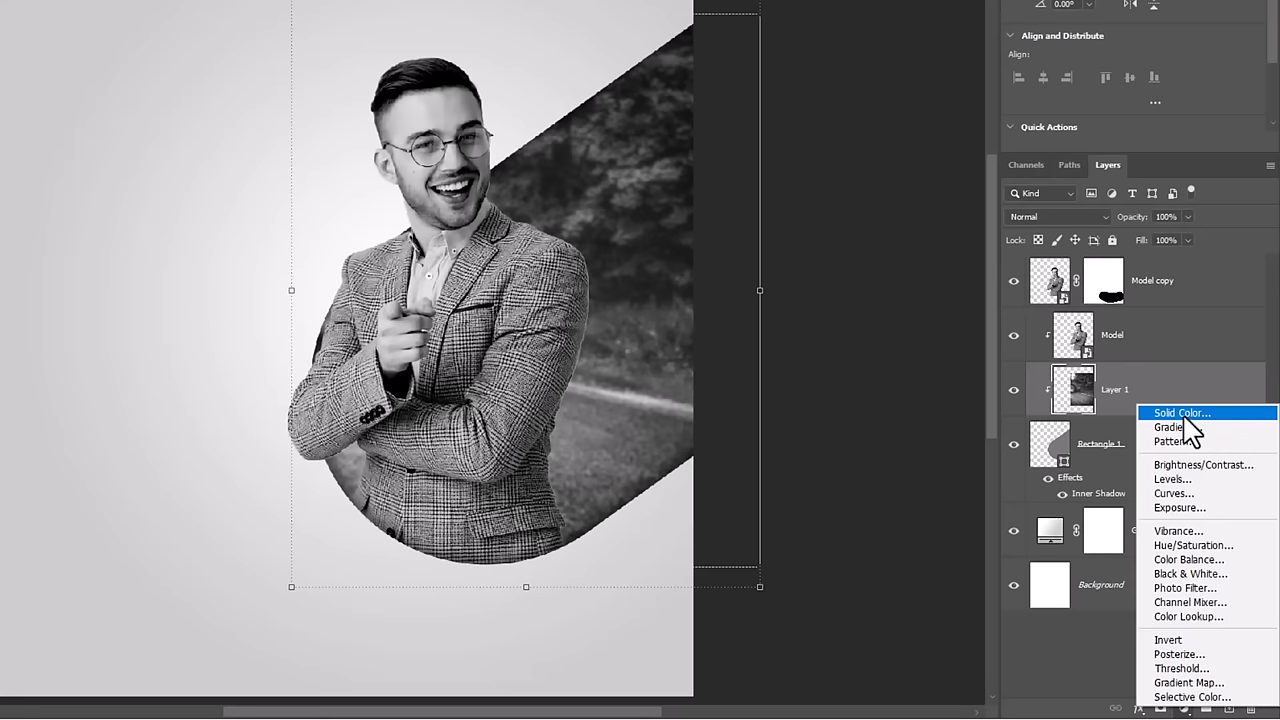 0.00°
Align and Distribute
Align:
Quick Actions
Channels Paths Layers
Kind
Normal Opacity: 100%
Lock: Fill: 100%
Model copy
Model
Layer 1
Solid Color...
Rectangle 1
Brightness/Contrast...
Levels...
Effects
Curves...
Inner Shadow
Exposure...
Vibrance...
Hue/Saturation...
Color Balance...
Black & White...
Background
Photo Filter...
Channel Mixer...
Color Lookup...
Invert
Posterize...
Threshold...
Gradient Map...
Selective Color...
fx